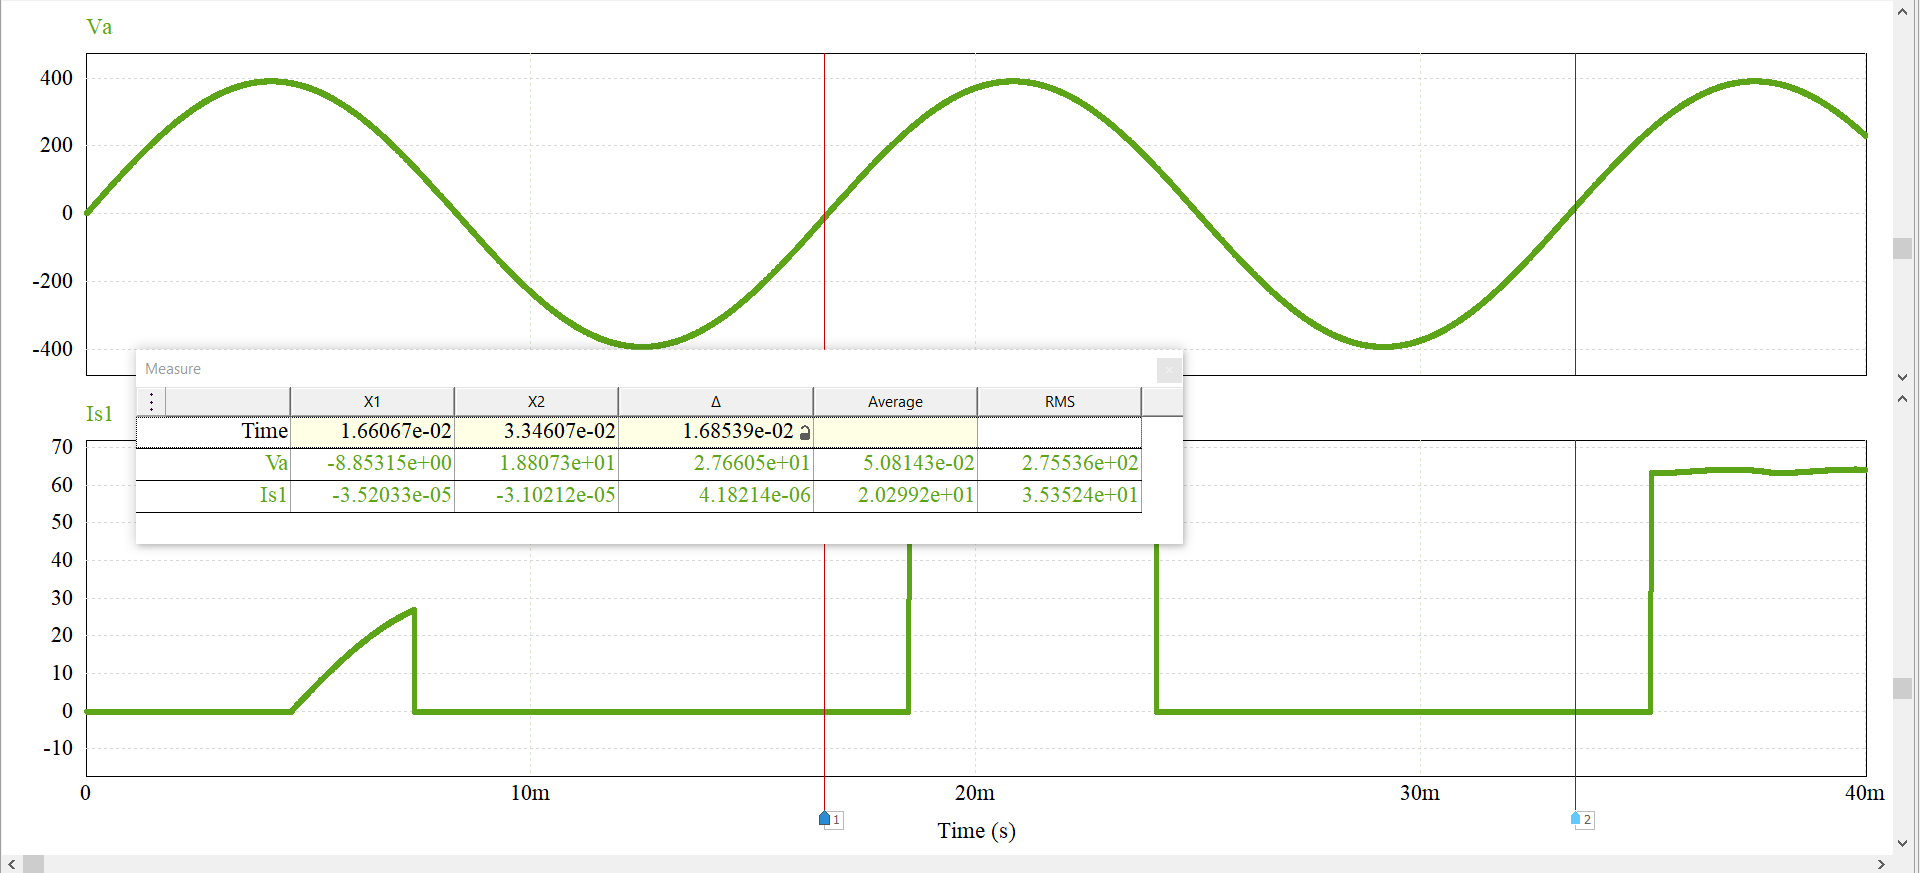 Va
400
200
0
-200
-400
Measure
X1 X2 Δ Average RMS
Time 1.66067e-02 3.34607e-02 1.68539e-02
Va -8.85315e+00 1.88073e+01 2.76605e+01 5.08143e-02 2.75536e+02
Is1 -3.52033e-05 -3.10212e-05 4.18214e-06 2.02992e+01 3.53524e+01
Is1
70
60
50
40
30
20
10
0
-10
0 10m 20m 30m 40m
1 2
Time (s)